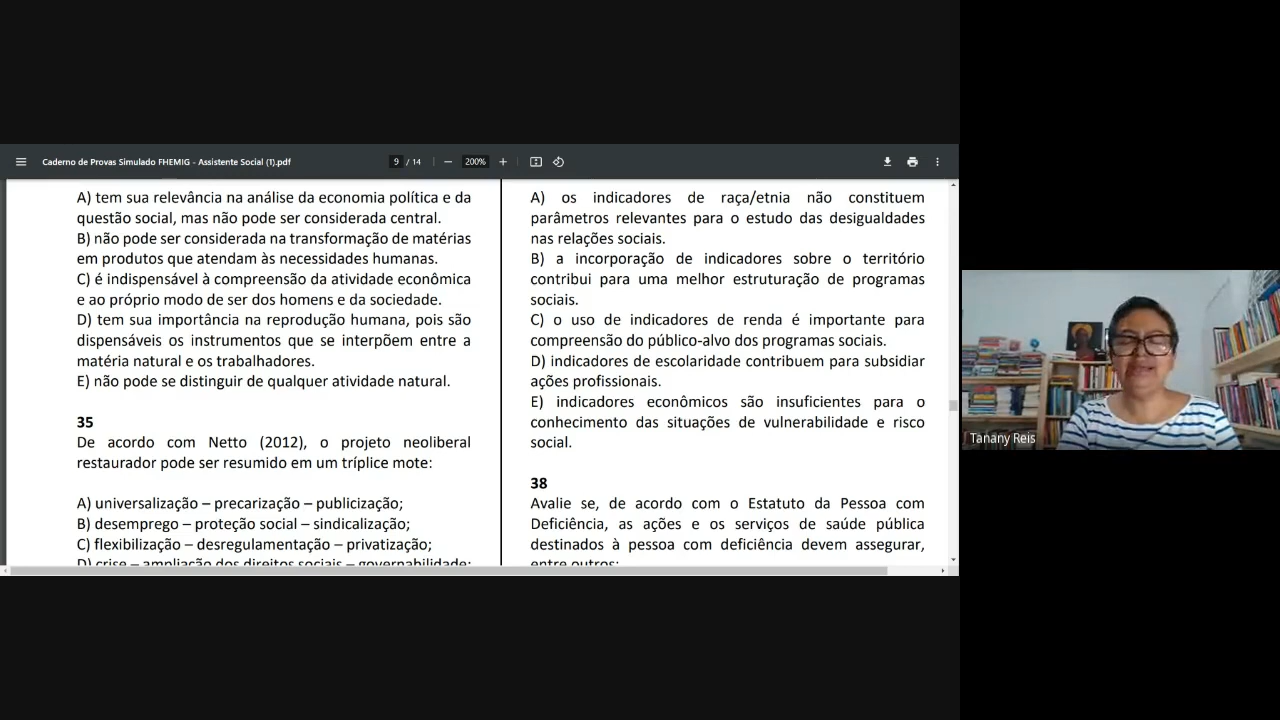 Caderno de Provas Simulado FHEMIG - Assistente Social (1).pdf
9 / 14
200%
A) tem sua relevância na análise da economia política e da
questão social, mas não pode ser considerada central.
B) não pode ser considerada na transformação de matérias
em produtos que atendam às necessidades humanas.
C) é indispensável à compreensão da atividade econômica
e ao próprio modo de ser dos homens e da sociedade.
D) tem sua importância na reprodução humana, pois são
dispensáveis os instrumentos que se interpõem entre a
matéria natural e os trabalhadores.
E) não pode se distinguir de qualquer atividade natural.
35
De acordo com Netto (2012), o projeto neoliberal
restaurador pode ser resumido em um tríplice mote:
A) universalização – precarização – publicização;
B) desemprego – proteção social – sindicalização;
C) flexibilização – desregulamentação – privatização;
D) crise – ampliação dos direitos sociais – governabilidade;
A) os indicadores de raça/etnia não constituem
parâmetros relevantes para o estudo das desigualdades
nas relações sociais.
B) a incorporação de indicadores sobre o território
contribui para uma melhor estruturação de programas
sociais.
C) o uso de indicadores de renda é importante para
compreensão do público-alvo dos programas sociais.
D) indicadores de escolaridade contribuem para subsidiar
ações profissionais.
E) indicadores econômicos são insuficientes para o
conhecimento das situações de vulnerabilidade e risco
social.
38
Avalie se, de acordo com o Estatuto da Pessoa com
Deficiência, as ações e os serviços de saúde pública
destinados à pessoa com deficiência devem assegurar,
entre outros:
Tanany Reis